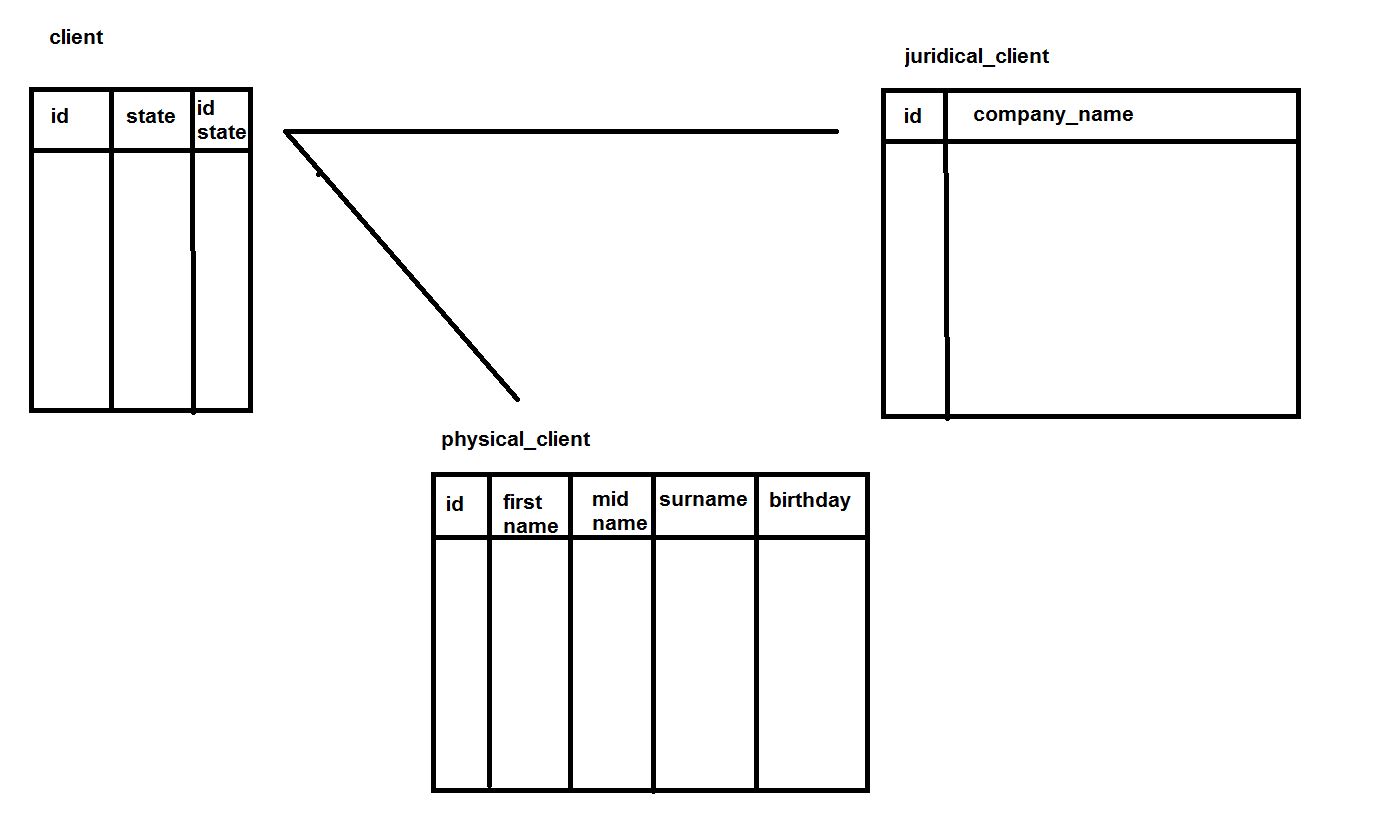 client
id
state
id
state
juridical_client
id
company_name
physical_client
id
first
name
mid
name
surname
birthday